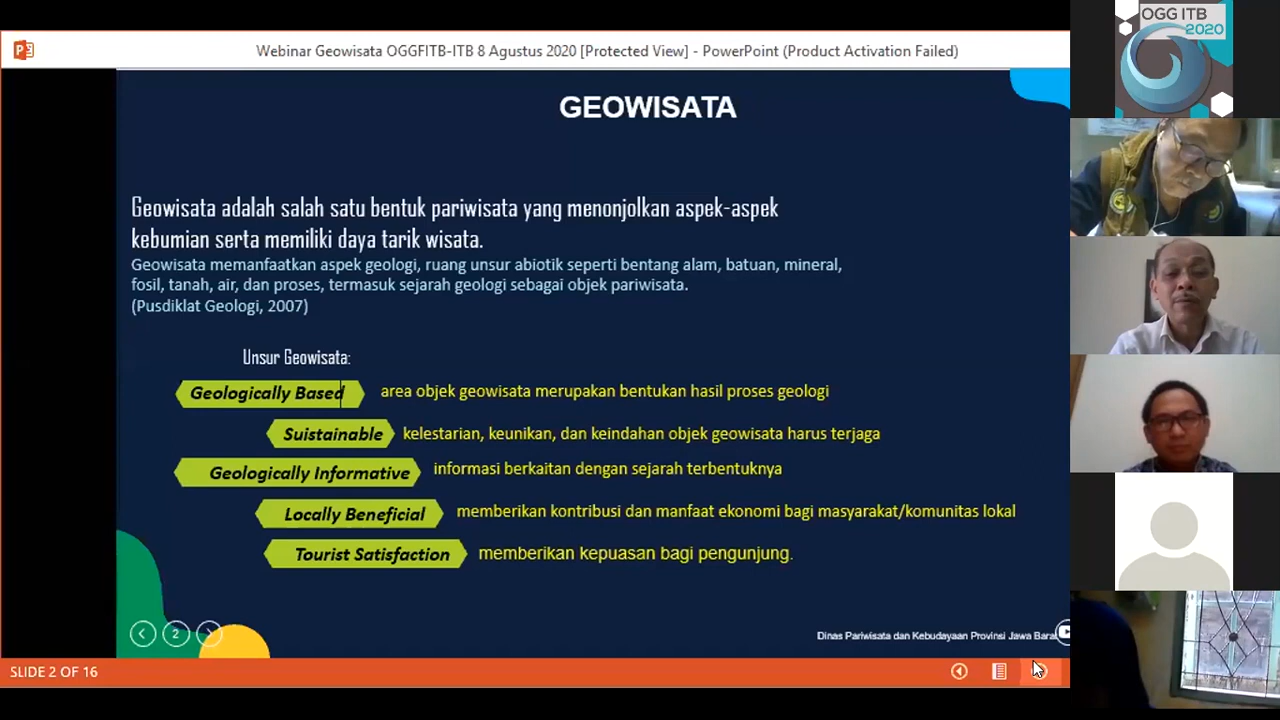 Webinar Geowisata OGGFITB-ITB 8 Agustus 2020 [Protected View] - PowerPoint (Product Activation Failed)
OGG ITB
2020
GEOWISATA
Geowisata adalah salah satu bentuk pariwisata yang menonjolkan aspek-aspek
kebumian serta memiliki daya tarik wisata.
Geowisata memanfaatkan aspek geologi, ruang unsur abiotik seperti bentang alam, batuan, mineral,
fosil, tanah, air, dan proses, termasuk sejarah geologi sebagai objek pariwisata.
(Pusdiklat Geologi, 2007)
Unsur Geowisata:
Geologically Based area objek geowisata merupakan bentukan hasil proses geologi
Suistainable kelestarian, keunikan, dan keindahan objek geowisata harus terjaga
Geologically Informative informasi berkaitan dengan sejarah terbentuknya
Locally Beneficial memberikan kontribusi dan manfaat ekonomi bagi masyarakat/komunitas lokal
Tourist Satisfaction memberikan kepuasan bagi pengunjung.
2
Dinas Pariwisata dan Kebudayaan Provinsi Jawa Bara
SLIDE 2 OF 16